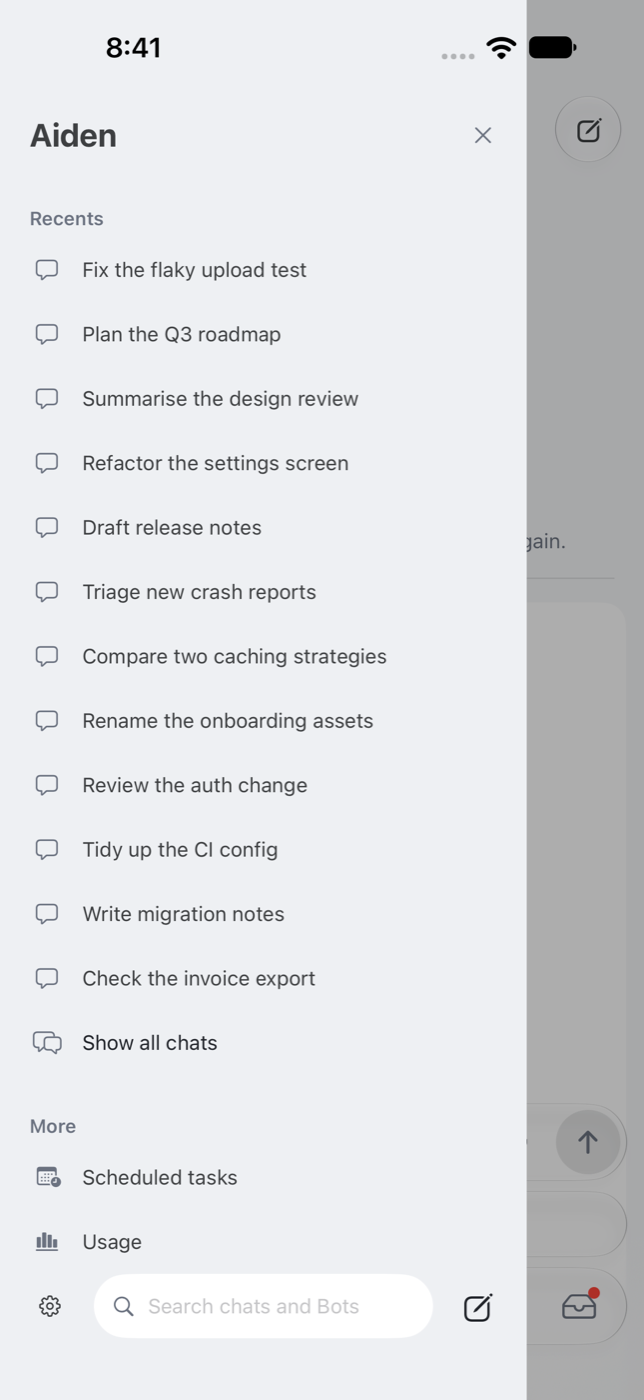 8:41
Aiden
Recents
Fix the flaky upload test
Plan the Q3 roadmap
Summarise the design review
Refactor the settings screen
Draft release notes
gain.
Triage new crash reports
Compare two caching strategies
Rename the onboarding assets
Review the auth change
Tidy up the CI config
Write migration notes
Check the invoice export
Show all chats
More
Scheduled tasks
Usage
Search chats and Bots